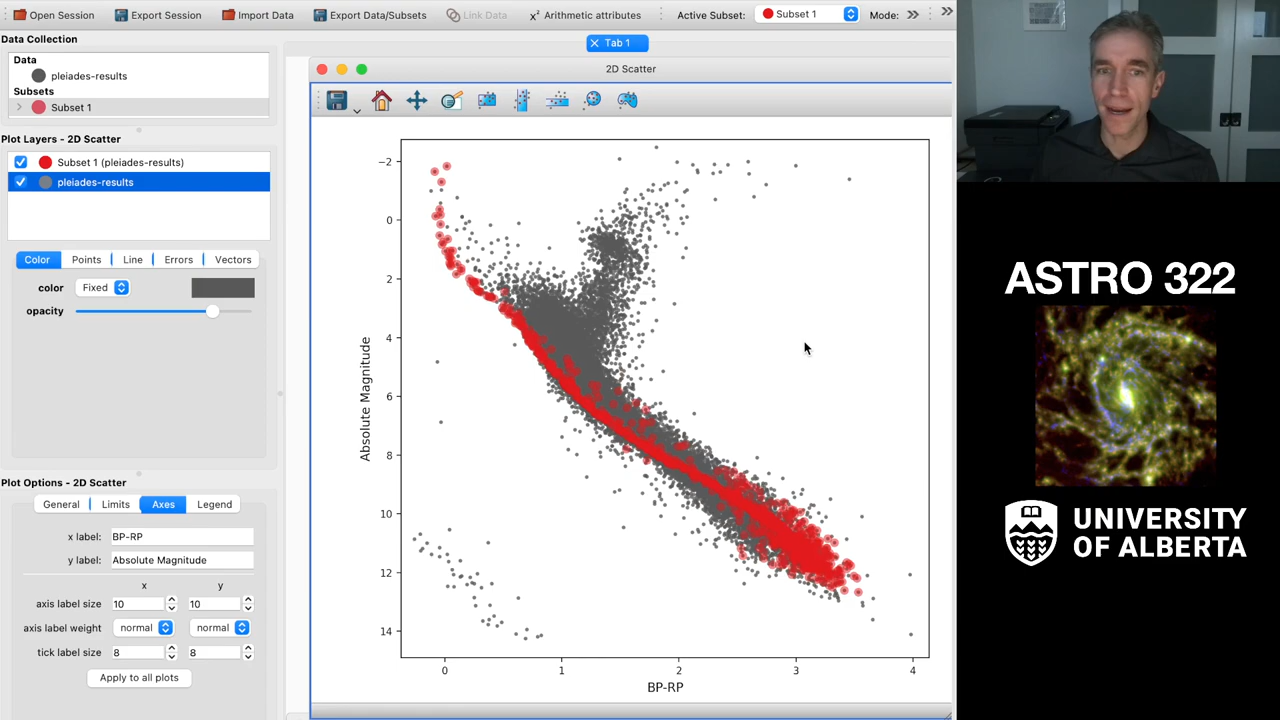 Open Session Export Session Import Data Export Data/Subsets Link Data Arithmetic attributes Active Subset: Subset 1 Mode:
Data Collection
Data
pleiades-results
Subsets
Subset 1
Plot Layers - 2D Scatter
Subset 1 (pleiades-results)
pleiades-results
Color Points Line Errors Vectors
color Fixed
opacity
Plot Options - 2D Scatter
General Limits Axes Legend
x label: BP-RP
y label: Absolute Magnitude
x y
axis label size 10 10
axis label weight normal normal
tick label size 8 8
Apply to all plots
Tab 1
2D Scatter
Absolute Magnitude
−2
0
2
4
6
8
10
12
14
0 1 2 3 4
BP-RP
ASTRO 322
UNIVERSITY
OF ALBERTA